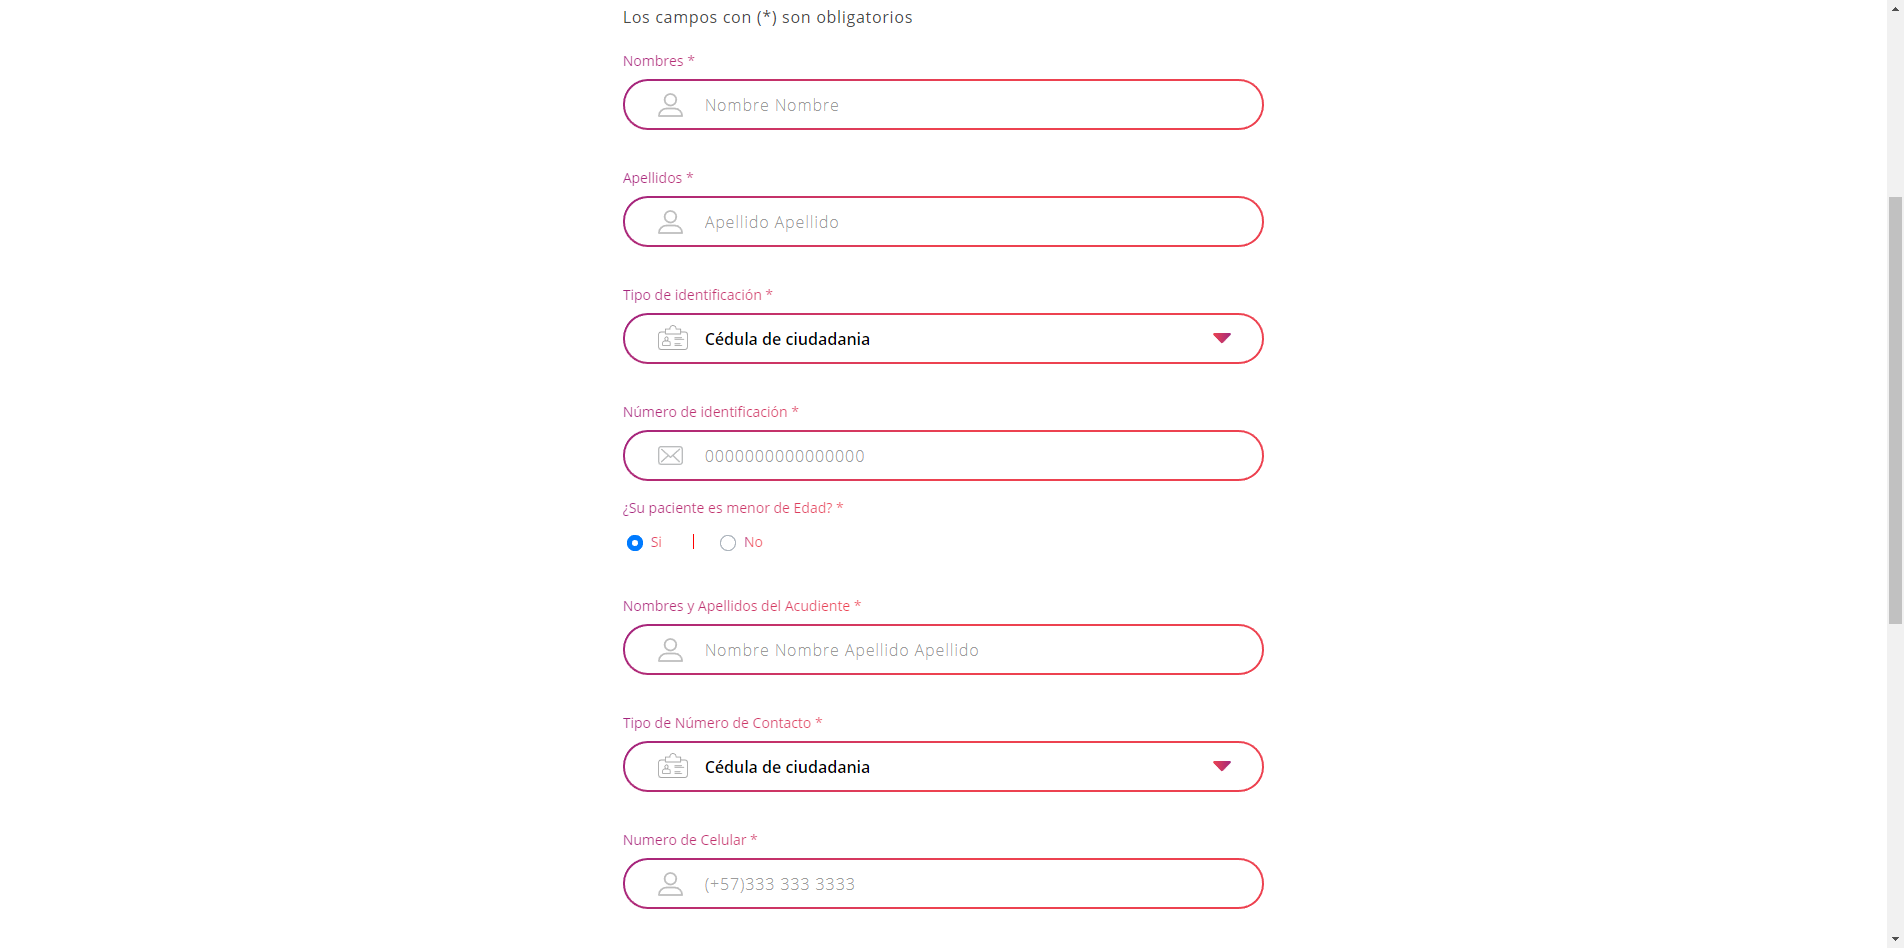 Los campos con (*) son obligatorios
Nombres *
Nombre Nombre
Apellidos *
Apellido Apellido
Tipo de identificación *
Cédula de ciudadania
Número de identificación *
0000000000000000
¿Su paciente es menor de Edad? *
Si | No
Nombres y Apellidos del Acudiente *
Nombre Nombre Apellido Apellido
Tipo de Número de Contacto *
Cédula de ciudadania
Numero de Celular *
(+57)333 333 3333